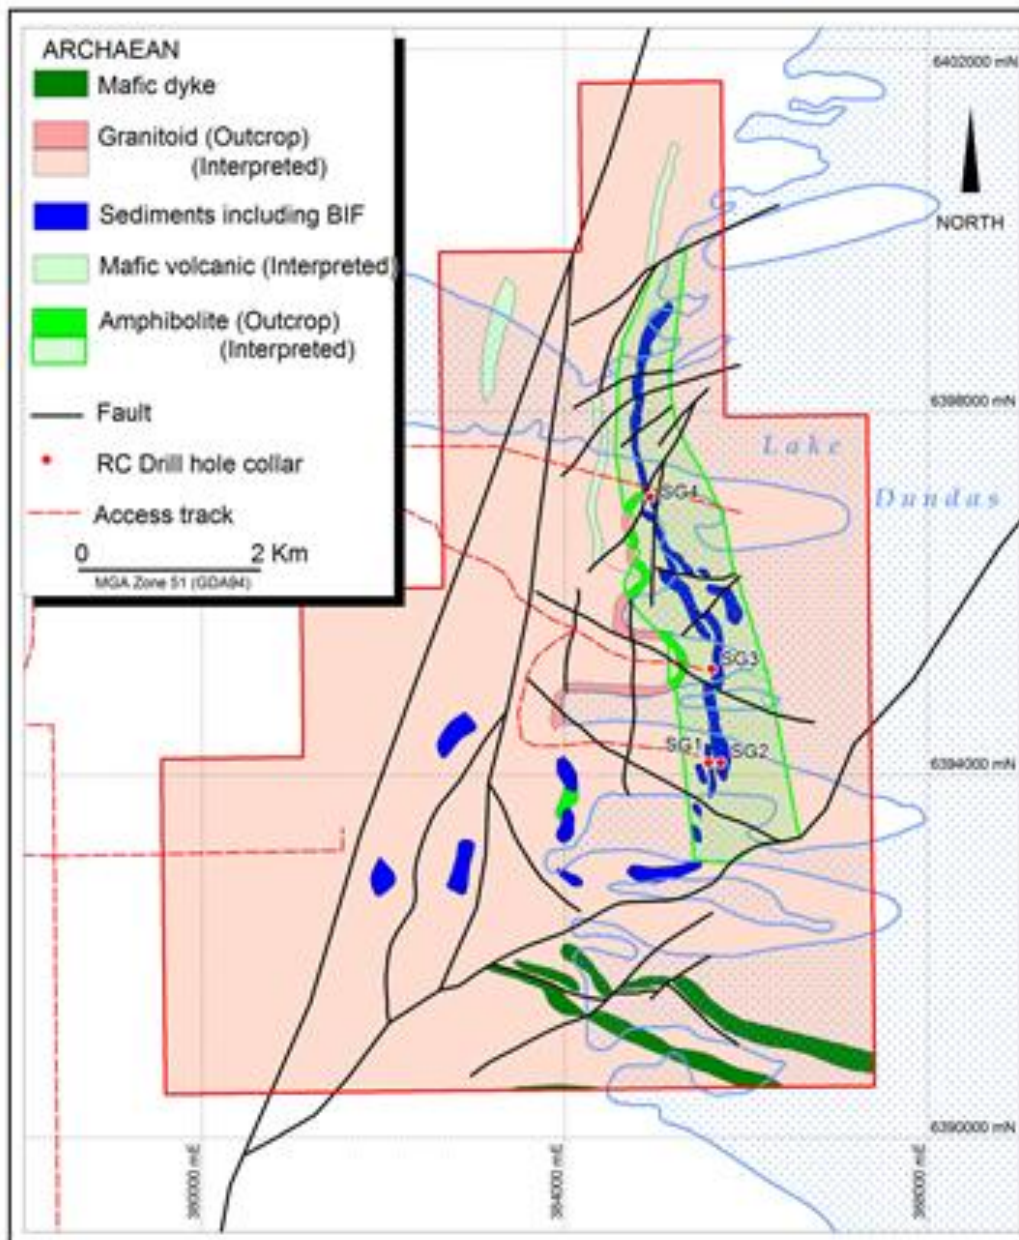 ARCHAEAN
Mafic dyke
Granitoid (Outcrop)
(Interpreted)
Sediments including BIF
Mafic volcanic (Interpreted)
Amphibolite (Outcrop)
(Interpreted)
Fault
RC Drill hole collar
Access track
0 2 Km
MGA Zone 51 (GDA94)
6402000 mN
NORTH
6398000 mN
Lake
Dundas
SG4
SG3
SG1 SG2
6394000 mN
6390000 mN
380000 mE
384000 mE
388000 mE